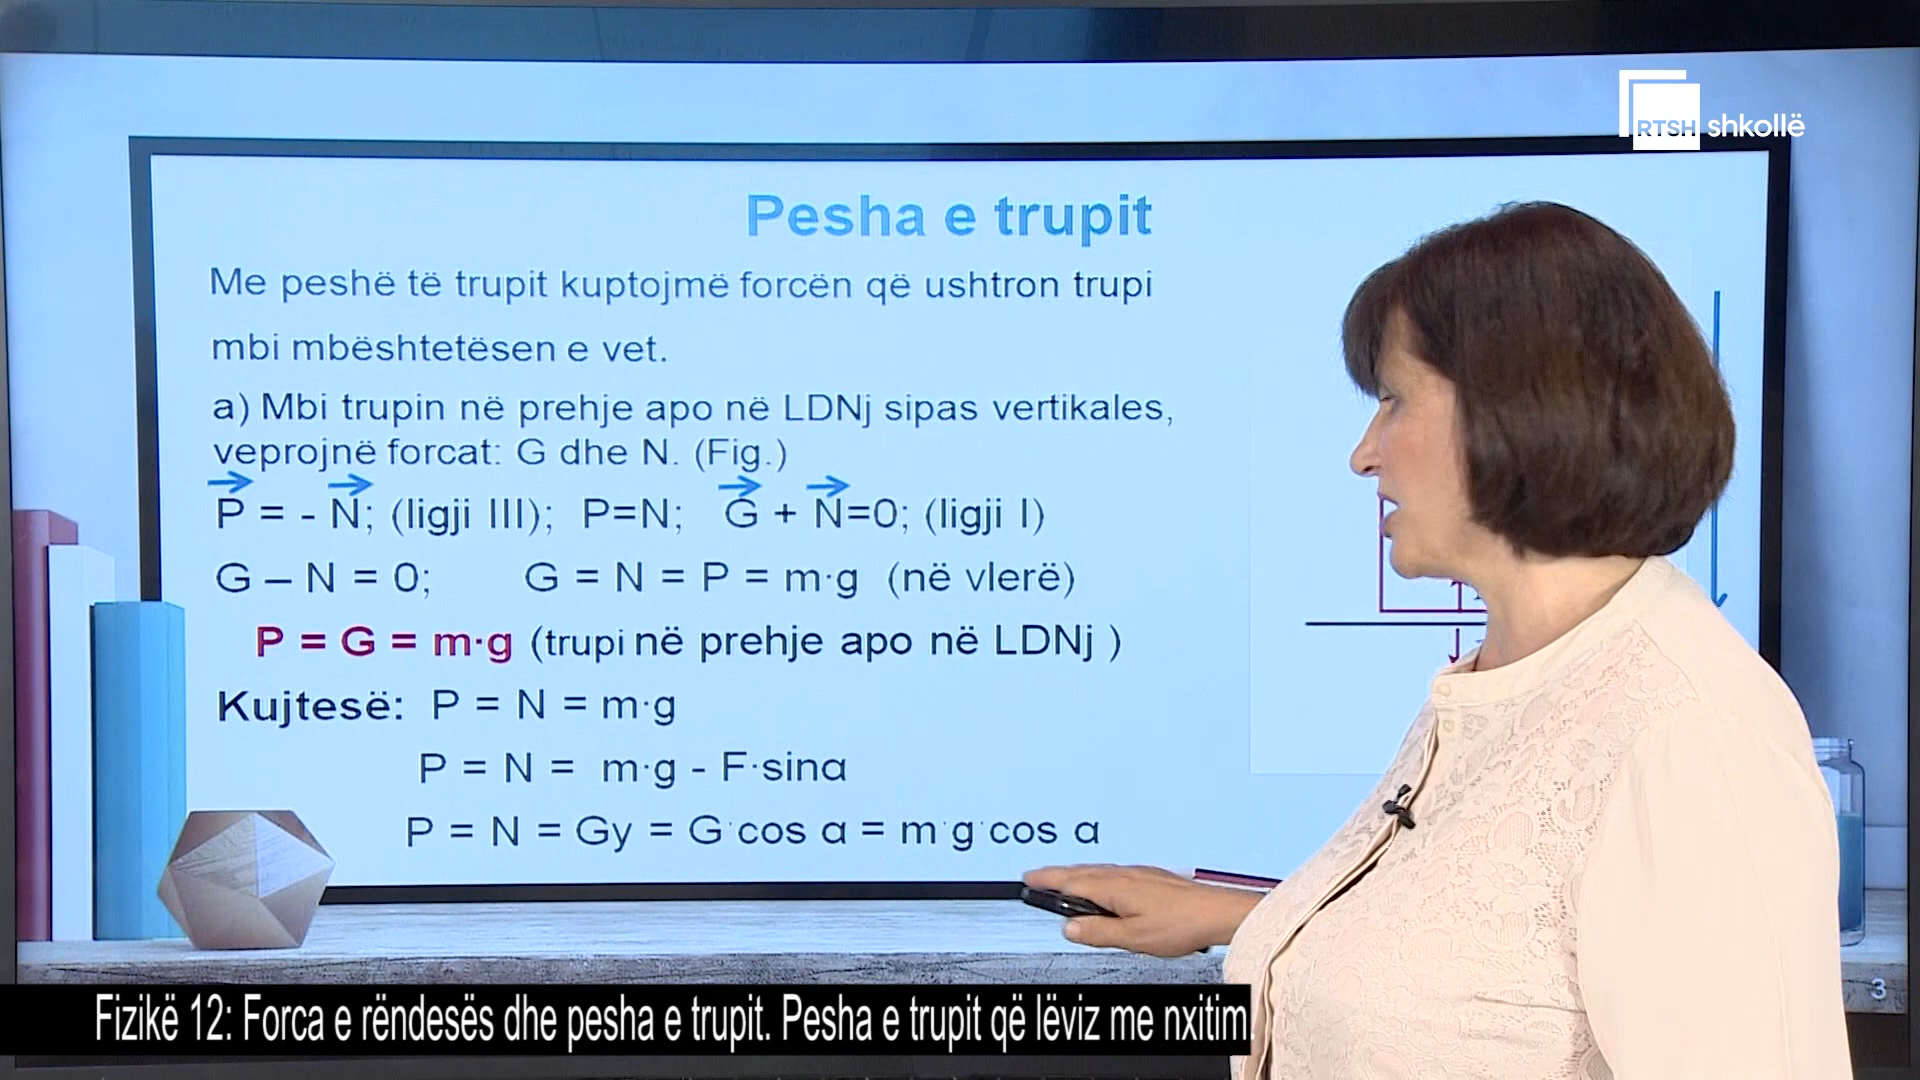 RTSH shkollë
Pesha e trupit
Me peshë të trupit kuptojmë forcën që ushtron trupi
mbi mbështetësen e vet.
a) Mbi trupin në prehje apo në LDNj sipas vertikales,
veprojnë forcat: G dhe N. (Fig.)
P = - N; (ligji III); P=N; G + N=0; (ligji I)
G – N = 0; G = N = P = m·g (në vlerë)
P = G = m·g (trupi në prehje apo në LDNj )
Kujtesë: P = N = m·g
P = N = m·g - F·sinα
P = N = Gy = G·cos α = m·g·cos α
3
Fizikë 12: Forca e rëndesës dhe pesha e trupit. Pesha e trupit që lëviz me nxitim.